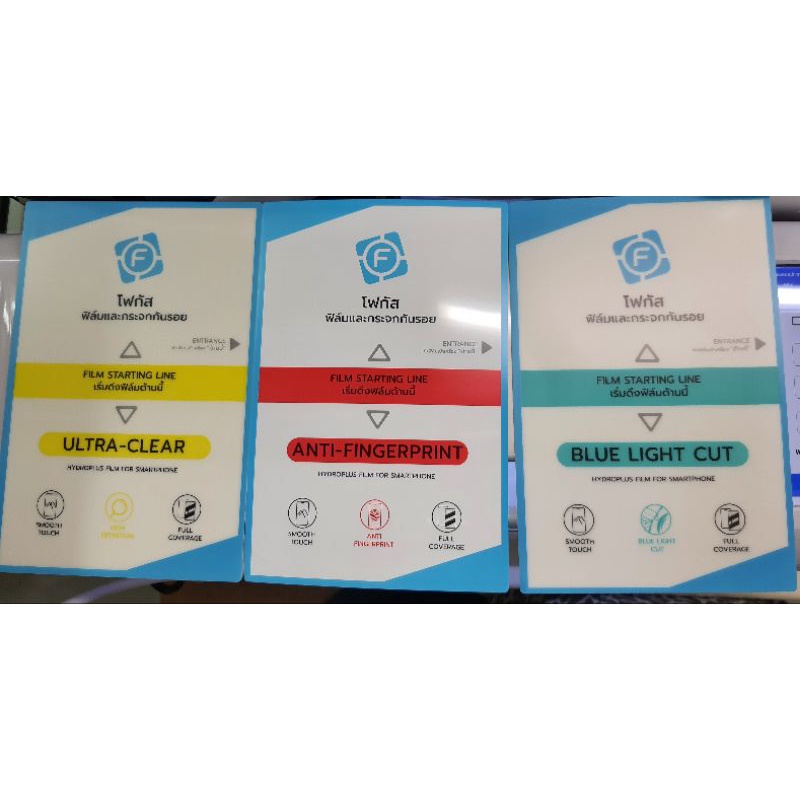 F
โฟกัส
ฟิล์มและกระจกกันรอย
ENTRANCE
FILM STARTING LINE
เริ่มดึงฟิล์มด้านนี้
ULTRA-CLEAR
HYDROPLUS FILM FOR SMARTPHONE
SMOOTH
TOUCH
FULL
COVERAGE
F
โฟกัส
ฟิล์มและกระจกกันรอย
ENTRANCE
FILM STARTING LINE
เริ่มดึงฟิล์มด้านนี้
ANTI-FINGERPRINT
HYDROPLUS FILM FOR SMARTPHONE
SMOOTH
TOUCH
ANTI
FINGERPRINT
FULL
COVERAGE
F
โฟกัส
ฟิล์มและกระจกกันรอย
ENTRANCE
FILM STARTING LINE
เริ่มดึงฟิล์มด้านนี้
BLUE LIGHT CUT
HYDROPLUS FILM FOR SMARTPHONE
SMOOTH
TOUCH
BLUE LIGHT
CUT
FULL
COVERAGE